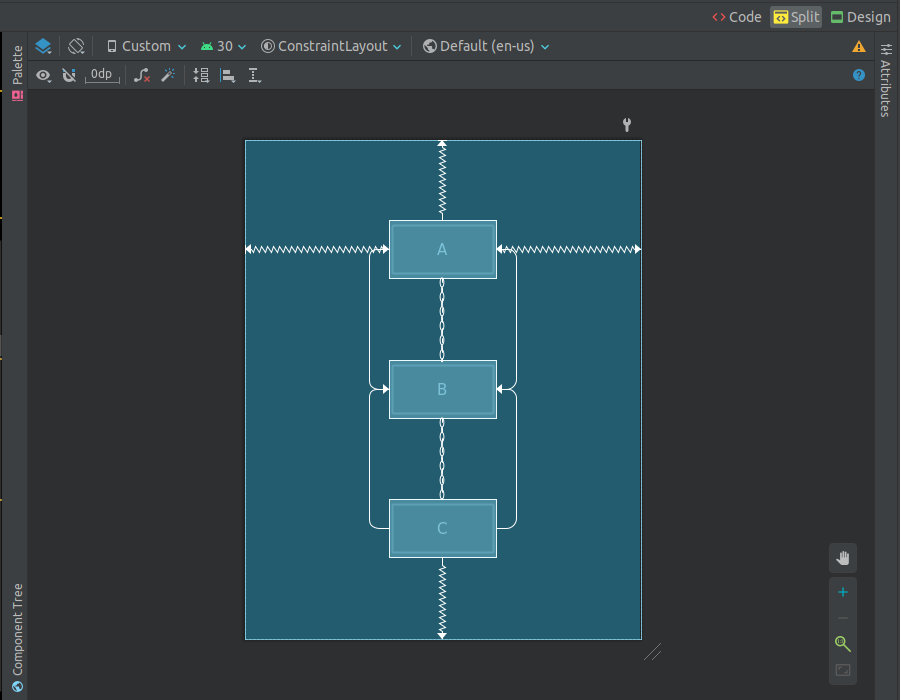 Code Split Design
Palette
Custom 30 ConstraintLayout Default (en-us)
0dp
?
Attributes
A
B
C
Component Tree